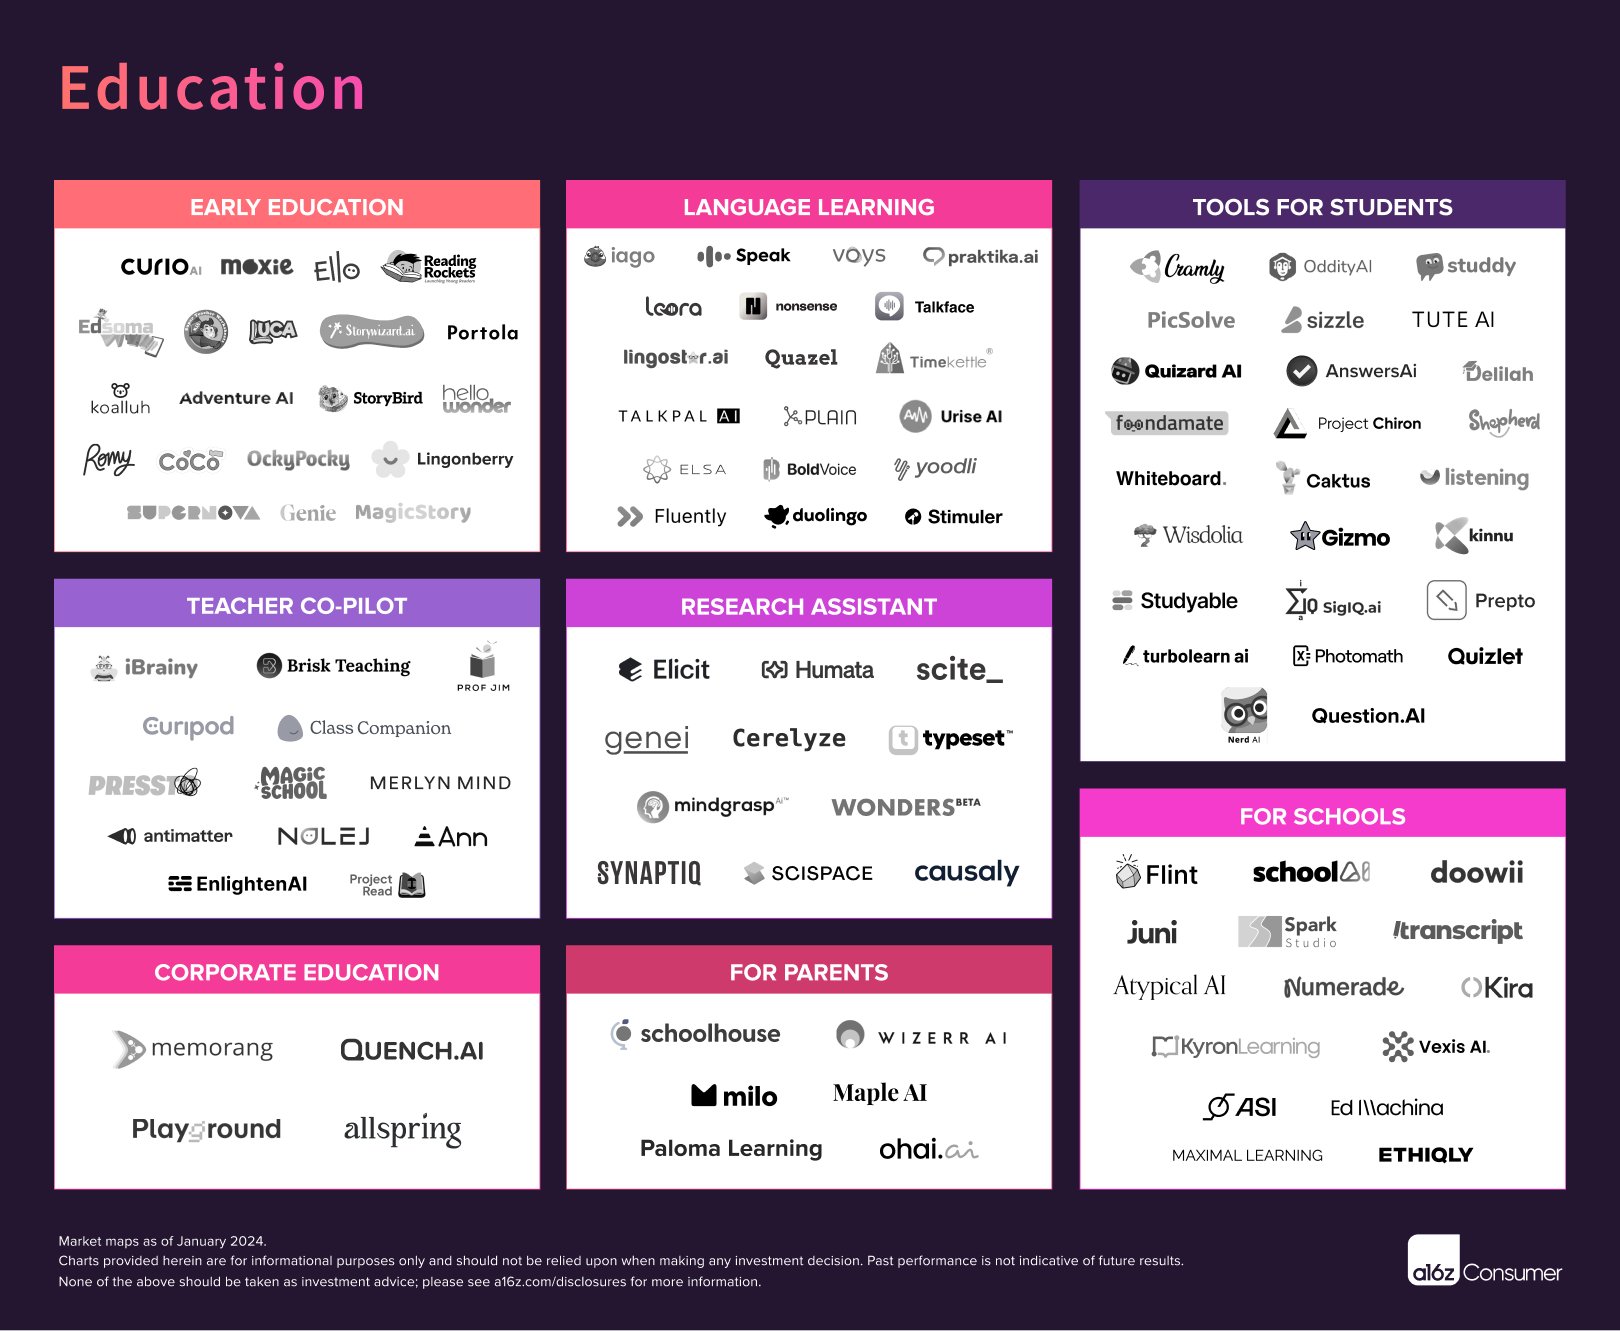 Education
EARLY EDUCATION
CURIO AI moxie Ello Reading Rockets
Launching Young Readers
Edsoma LUCA Storywizard.ai Portola
koalluh Adventure AI StoryBird hello wonder
Romy CoCo OckyPocky Lingonberry
SUPERNOVA Genie MagicStory
LANGUAGE LEARNING
iago Speak voys praktika.ai
loora nonsense Talkface
lingostar.ai Quazel Timekettle®
TALKPAL AI PLAIN Urise AI
ELSA BoldVoice yoodli
Fluently duolingo Stimuler
TOOLS FOR STUDENTS
Cramly OddityAI studdy
PicSolve sizzle TUTE AI
Quizard AI AnswersAi Delilah
foondamate Project Chiron Shepherd
Whiteboard. Caktus listening
Wisdolia Gizmo kinnu
Studyable SigIQ.ai Prepto
turbolearn ai Photomath Quizlet
Nerd AI Question.AI
TEACHER CO-PILOT
iBrainy Brisk Teaching PROF JIM
Curipod Class Companion
PRESSTO MAGiC SCHOOL MERLYN MIND
antimatter NOLEJ Ann
EnlightenAI Project Read
RESEARCH ASSISTANT
Elicit Humata scite_
genei Cerelyze t typeset™
mindgrasp AI™ WONDERS BETA
SYNAPTIQ SCISPACE causaly
FOR SCHOOLS
Flint schoolAI doowii
juni Spark Studio /transcript
Atypical AI Numerade Kira
KyronLearning Vexis AI.
ASI Ed I\\achina
MAXIMAL LEARNING ETHIQLY
CORPORATE EDUCATION
memorang QUENCH.AI
Playground allspring
FOR PARENTS
schoolhouse WIZERR AI
milo Maple AI
Paloma Learning ohai.ai
Market maps as of January 2024.
Charts provided herein are for informational purposes only and should not be relied upon when making any investment decision. Past performance is not indicative of future results.
None of the above should be taken as investment advice; please see a16z.com/disclosures for more information.
a16z Consumer